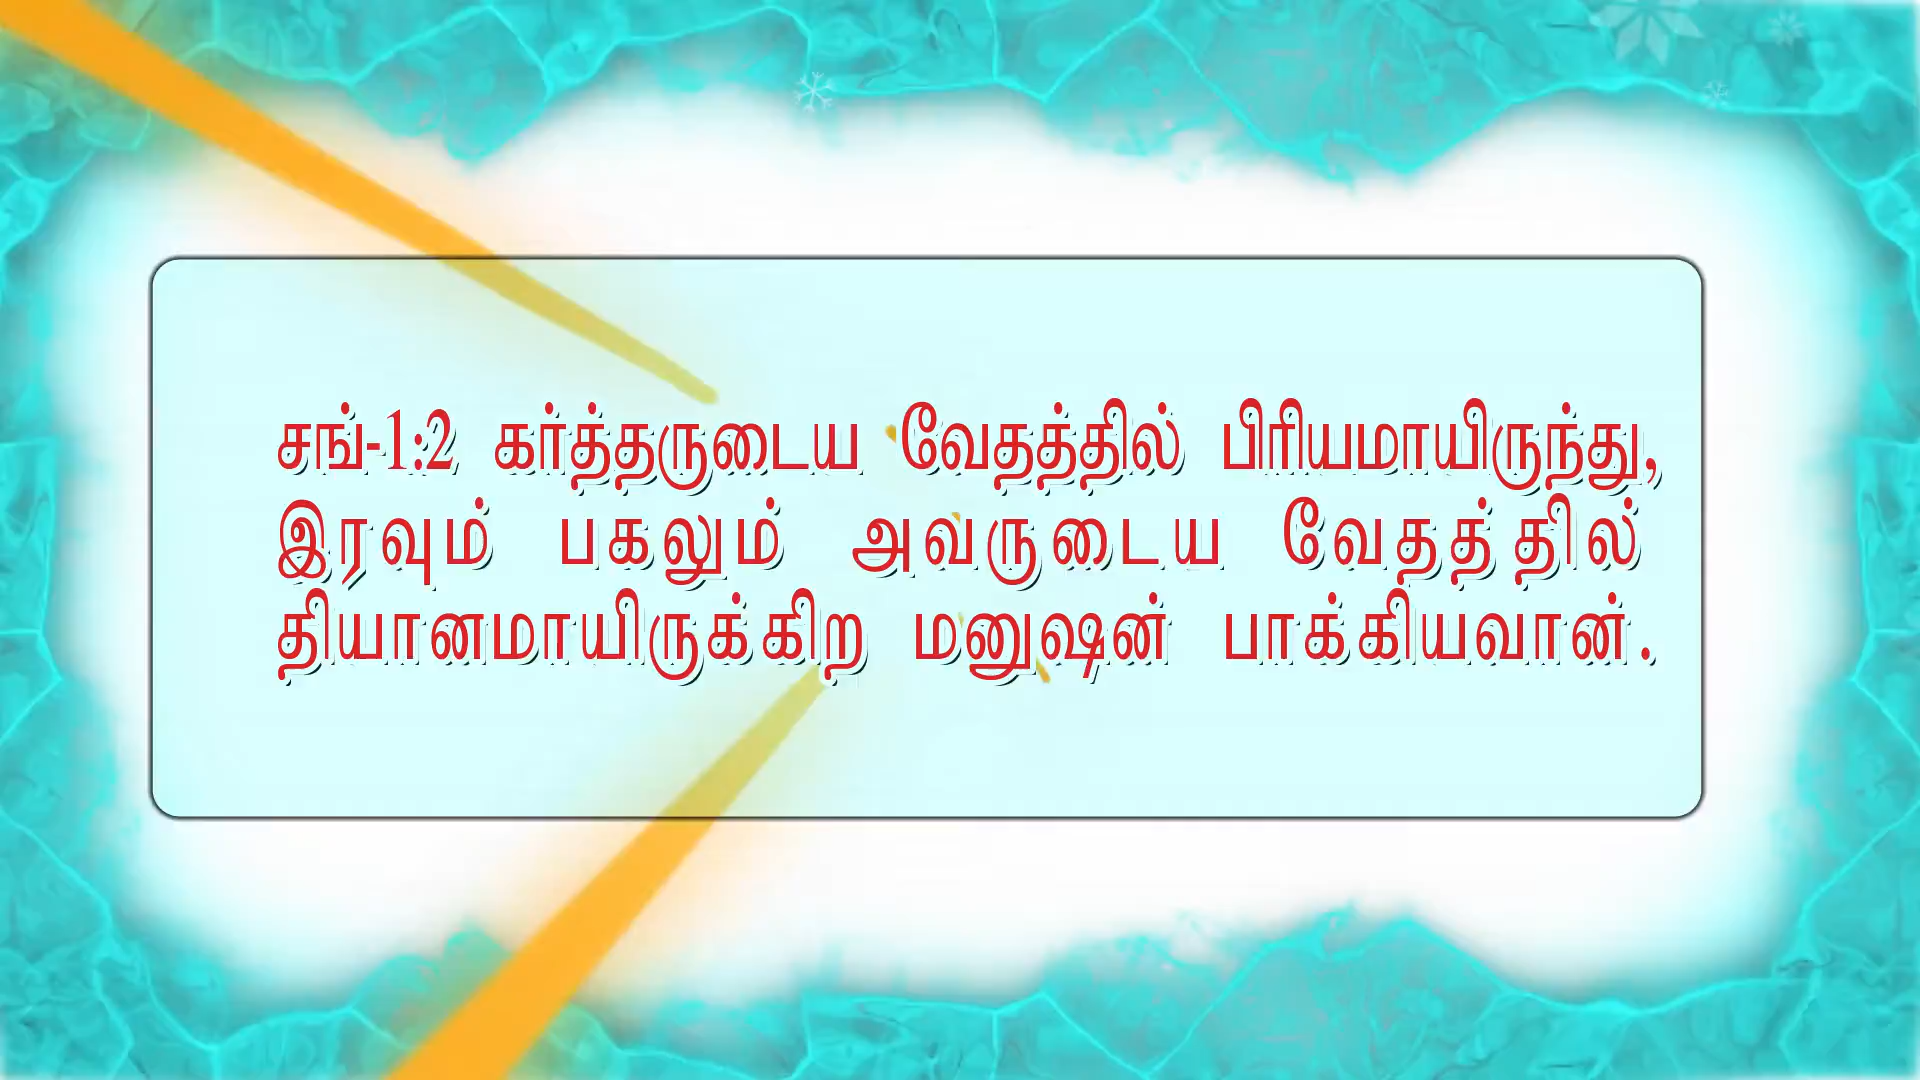 சங்-1:2 கர்த்தருடைய வேதத்தில் பிரியமாயிருந்து,
இரவும் பகலும் அவருடைய வேதத்தில்
தியானமாயிருக்கிற மனுஷன் பாக்கியவான்.